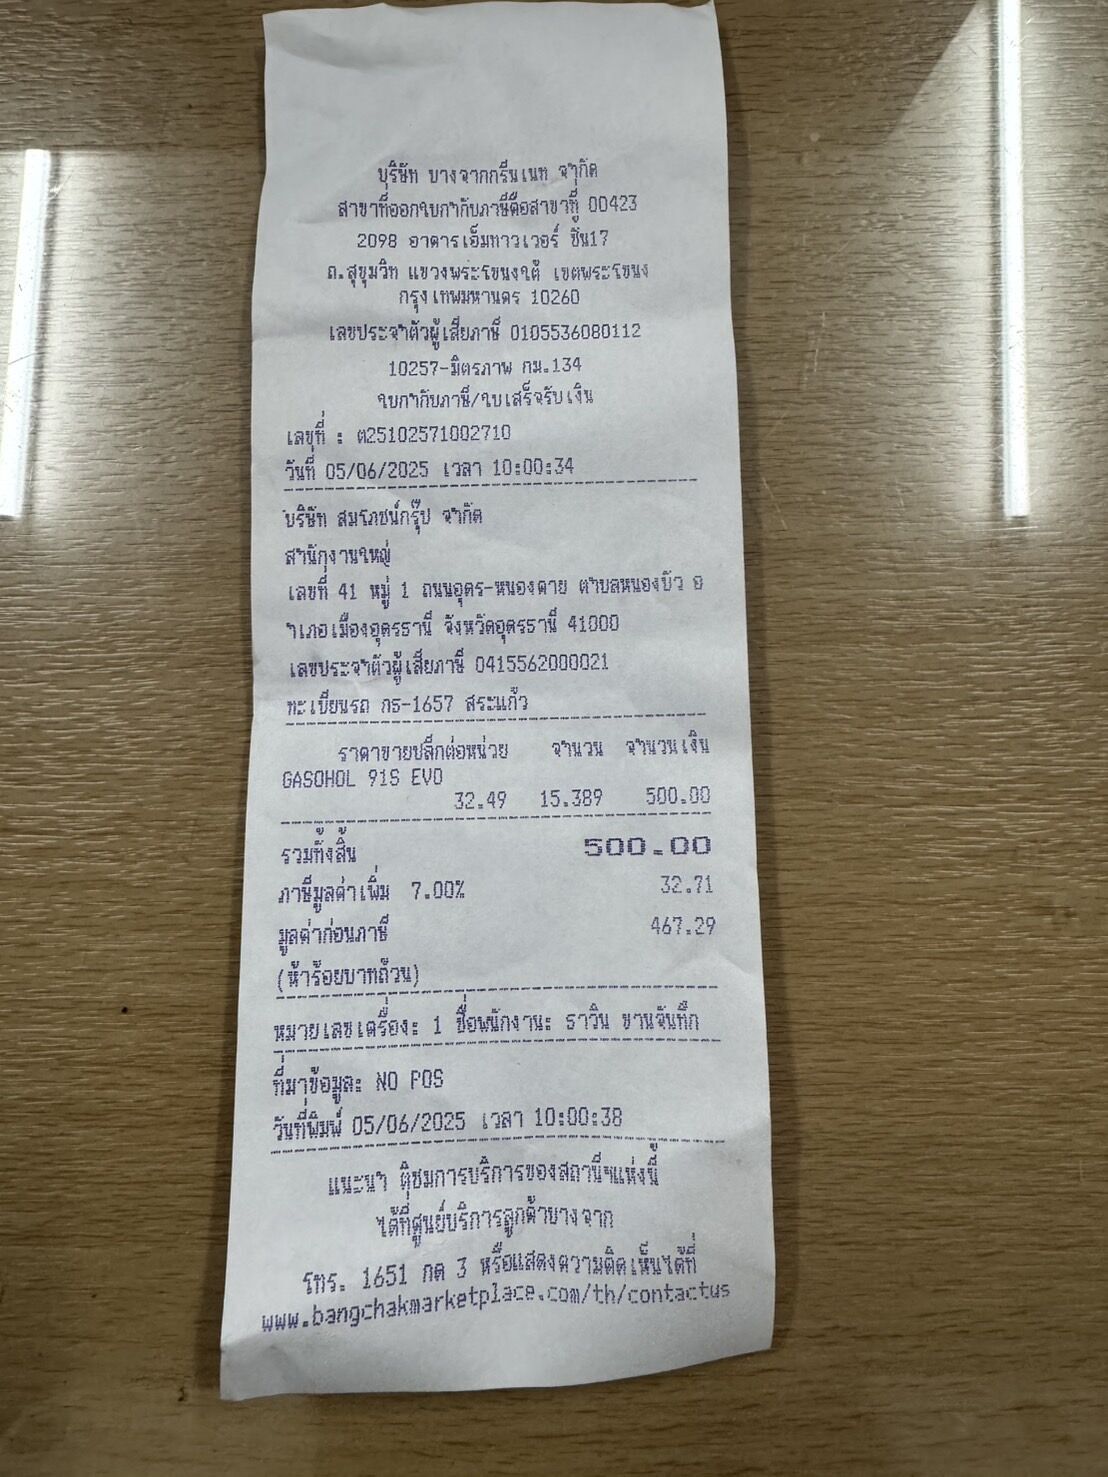 บริษัท บางจากกรีนเนท จำกัด
สาขาที่ออกใบกำกับภาษีคือสาขาที่ 00423
2098 อาคารเอ็มทาวเวอร์ ชั้น17
ถ.สุขุมวิท แขวงพระโขนงใต้ เขตพระโขนง
กรุงเทพมหานคร 10260
เลขประจำตัวผู้เสียภาษี 0105536080112
10257-มิตรภาพ กม.134
ใบกำกับภาษี/ใบเสร็จรับเงิน
เลขที่ : ต25102571002710
วันที่ 05/06/2025 เวลา 10:00:34
บริษัท สมโภชน์กรุ๊ป จำกัด
สำนักงานใหญ่
เลขที่ 41 หมู่ 1 ถนนอุดร-หนองคาย ตำบลหนองบัว อ
ำเภอเมืองอุดรธานี จังหวัดอุดรธานี 41000
เลขประจำตัวผู้เสียภาษี 0415562000021
ทะเบียนรถ กธ-1657 สระแก้ว
ราคาขายปลีกต่อหน่วย จำนวน จำนวนเงิน
GASOHOL 91S EVO
32.49 15.389 500.00
รวมทั้งสิ้น 500.00
ภาษีมูลค่าเพิ่ม 7.00% 32.71
มูลค่าก่อนภาษี 467.29
(ห้าร้อยบาทถ้วน)
หมายเลขเครื่อง: 1 ชื่อพนักงาน: ธาวิน ขานจันทึก
ที่มาข้อมูล: NO POS
วันที่พิมพ์ 05/06/2025 เวลา 10:00:38
แนะนำ ติชมการบริการของสถานีฯแห่งนี้
ได้ที่ศูนย์บริการลูกค้าบางจาก
โทร. 1651 กด 3 หรือแสดงความคิดเห็นได้ที่
www.bangchakmarketplace.com/th/contactus